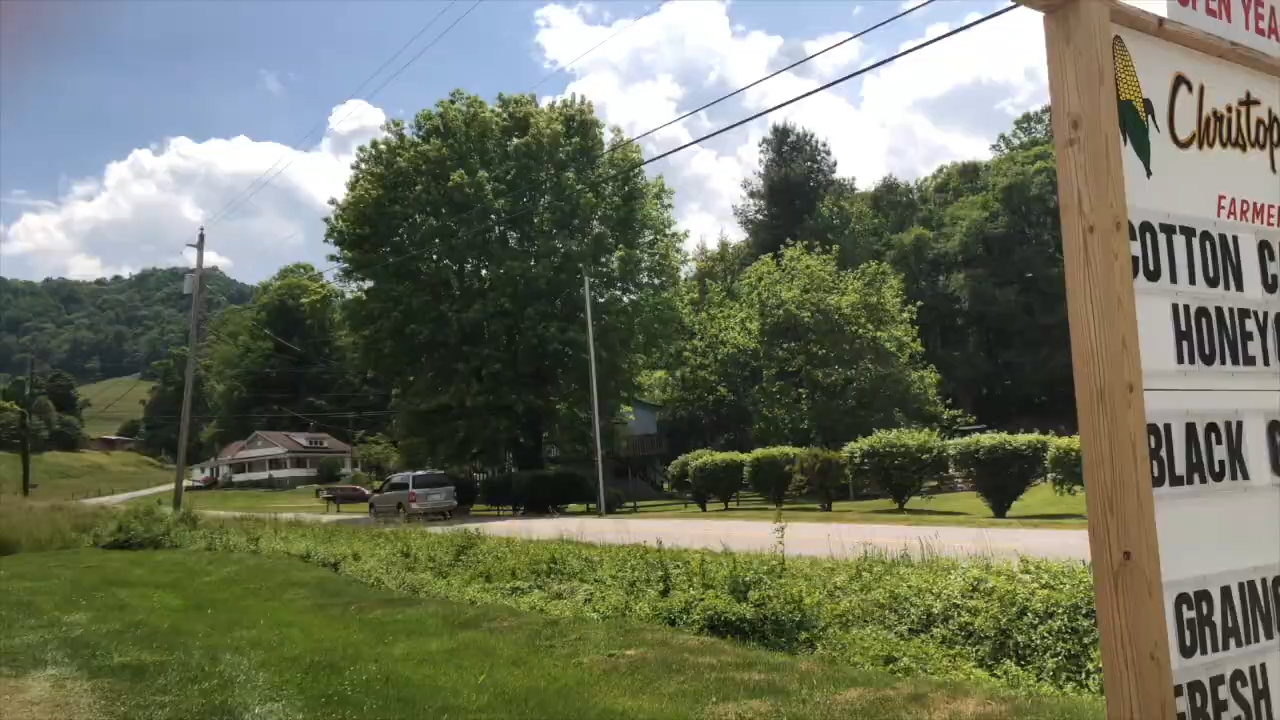 OPEN YEA
Christop
FARME
COTTON C
HONEY
BLACK
GRAIN
FRESH